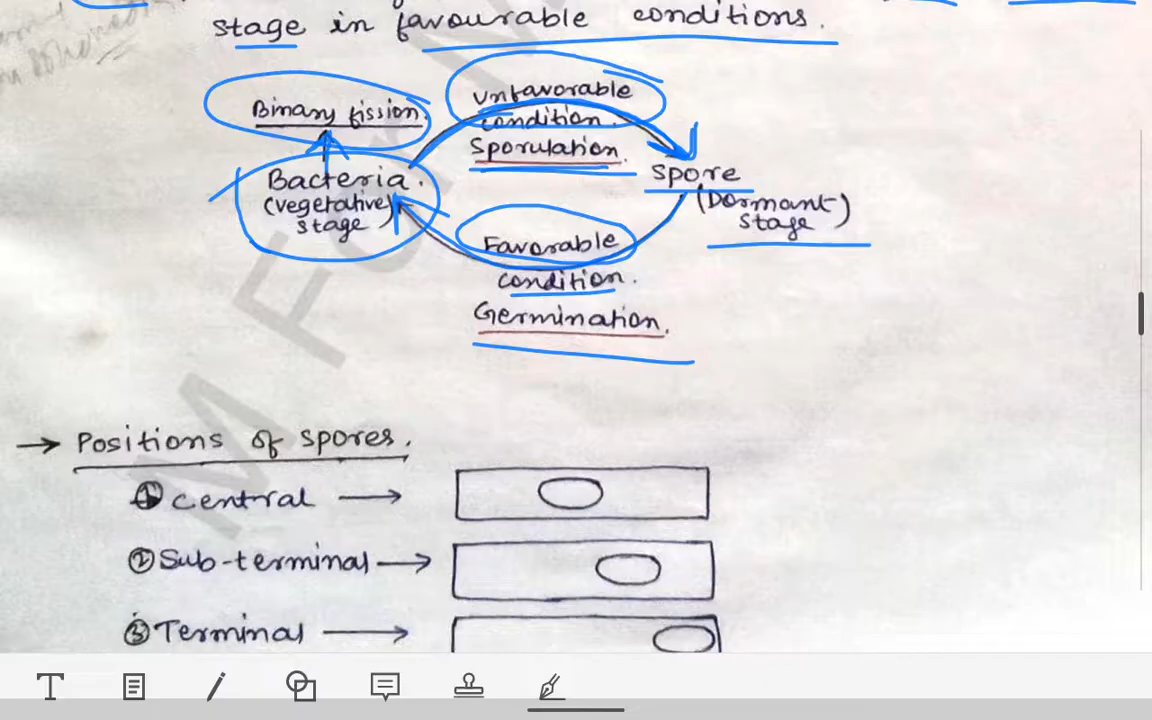 stage in favourable conditions.
Binary fission.
Unfavorable
condition.
Sporulation.
Bacteria.
(vegetative)
stage
Spore
(Dormant)
stage
Favorable
condition.
Germination.
→ Positions of spores.
① Central →
② Sub-terminal →
③ Terminal →
T